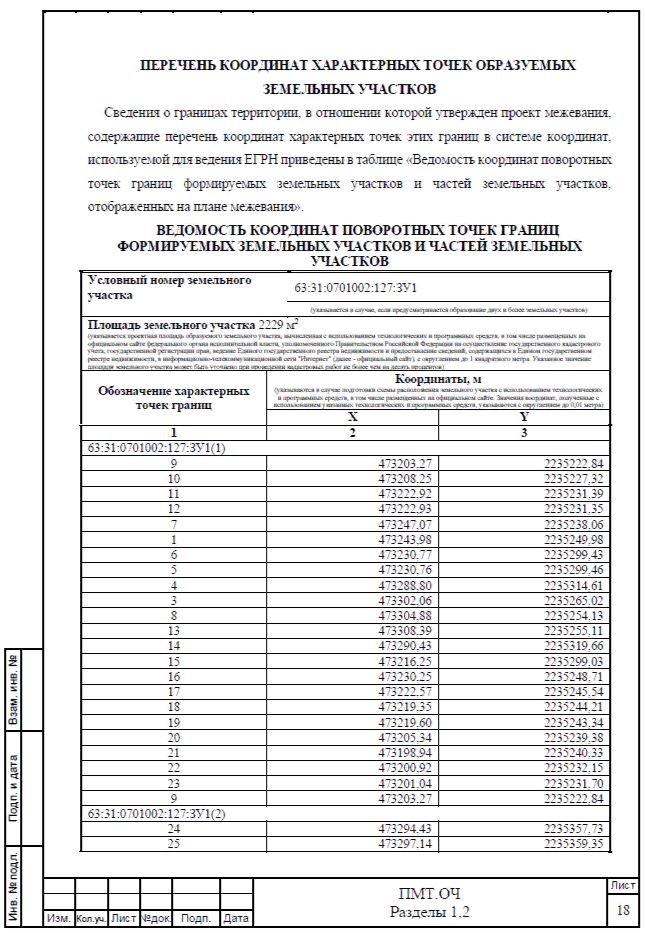 ПЕРЕЧЕНЬ КООРДИНАТ ХАРАКТЕРНЫХ ТОЧЕК ОБРАЗУЕМЫХ
ЗЕМЕЛЬНЫХ УЧАСТКОВ
Сведения о границах территории, в отношении которой утвержден проект межевания,
содержащие перечень координат характерных точек этих границ в системе координат,
используемой для ведения ЕГРН приведены в таблице «Ведомость координат поворотных
точек границ формируемых земельных участков и частей земельных участков,
отображенных на плане межевания».
ВЕДОМОСТЬ КООРДИНАТ ПОВОРОТНЫХ ТОЧЕК ГРАНИЦ
ФОРМИРУЕМЫХ ЗЕМЕЛЬНЫХ УЧАСТКОВ И ЧАСТЕЙ ЗЕМЕЛЬНЫХ
УЧАСТКОВ
Условный номер земельного
участка
63:31:0701002:127:ЗУ1
(указывается в случае, если предусматривается образование двух и более земельных участков)
Площадь земельного участка 2229 м2
(указывается проектная площадь образуемого земельного участка, вычисленная с использованием технологических и программных средств, в том числе размещенных на
официальном сайте федерального органа исполнительной власти, уполномоченного Правительством Российской Федерации на осуществление государственного кадастрового
учета, государственной регистрации прав, ведение Единого государственного реестра недвижимости и предоставление сведений, содержащихся в Едином государственном
реестре недвижимости, в информационно-телекоммуникационной сети "Интернет" (далее - официальный сайт), с округлением до 1 квадратного метра. Указанное значение
площади земельного участка может быть уточнено при проведении кадастровых работ не более чем на десять процентов)
Обозначение характерных
точек границ
Координаты, м
(указываются в случае подготовки схемы расположения земельного участка с использованием технологических
и программных средств, в том числе размещенных на официальном сайте. Значения координат, полученные с
использованием указанных технологических и программных средств, указываются с округлением до 0,01 метра)
X Y
1 2 3
63:31:0701002:127:ЗУ1(1)
9 473203,27 2235222,84
10 473208,25 2235227,32
11 473222,92 2235231,39
12 473222,93 2235231,35
7 473247,07 2235238,06
1 473243,98 2235249,98
6 473230,77 2235299,43
5 473230,76 2235299,46
4 473288,80 2235314,61
3 473302,06 2235265,02
8 473304,88 2235254,13
13 473308,39 2235255,11
14 473290,43 2235319,66
15 473216,25 2235299,03
16 473230,25 2235248,71
17 473222,57 2235245,54
18 473219,35 2235244,21
19 473219,60 2235243,34
20 473205,34 2235239,38
21 473198,94 2235240,33
22 473200,92 2235232,15
23 473201,04 2235231,70
9 473203,27 2235222,84
63:31:0701002:127:ЗУ1(2)
24 473294,43 2235357,73
25 473297,14 2235359,35
Взам. инв. №
Подп. и дата
Инв. № подл.
Изм. Кол.уч. Лист №док. Подп. Дата
ПМТ.ОЧ
Разделы 1,2
Лист
18